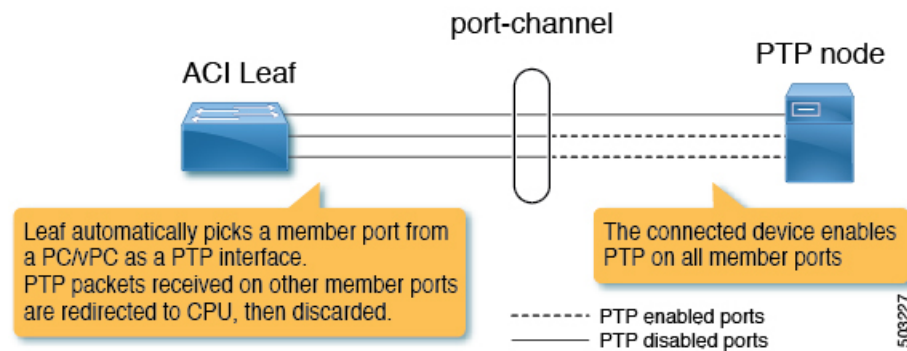 port-channel
ACI Leaf
PTP node
Leaf automatically picks a member port from
a PC/vPC as a PTP interface.
PTP packets received on other member ports
are redirected to CPU, then discarded.
The connected device enables
PTP on all member ports
PTP enabled ports
PTP disabled ports
503227